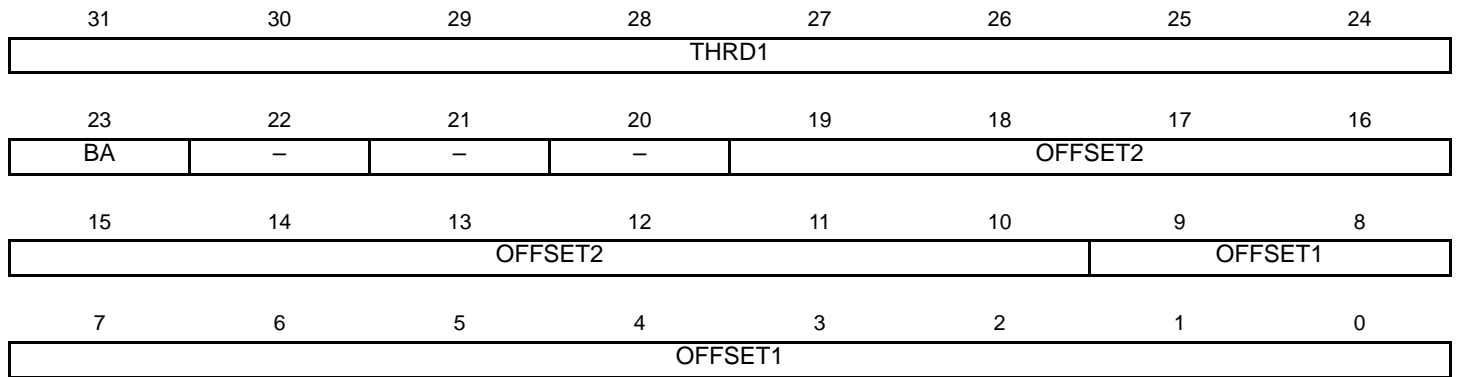 31 30 29 28 27 26 25 24
THRD1
23 22 21 20 19 18 17 16
BA – – – OFFSET2
15 14 13 12 11 10 9 8
OFFSET2 OFFSET1
7 6 5 4 3 2 1 0
OFFSET1